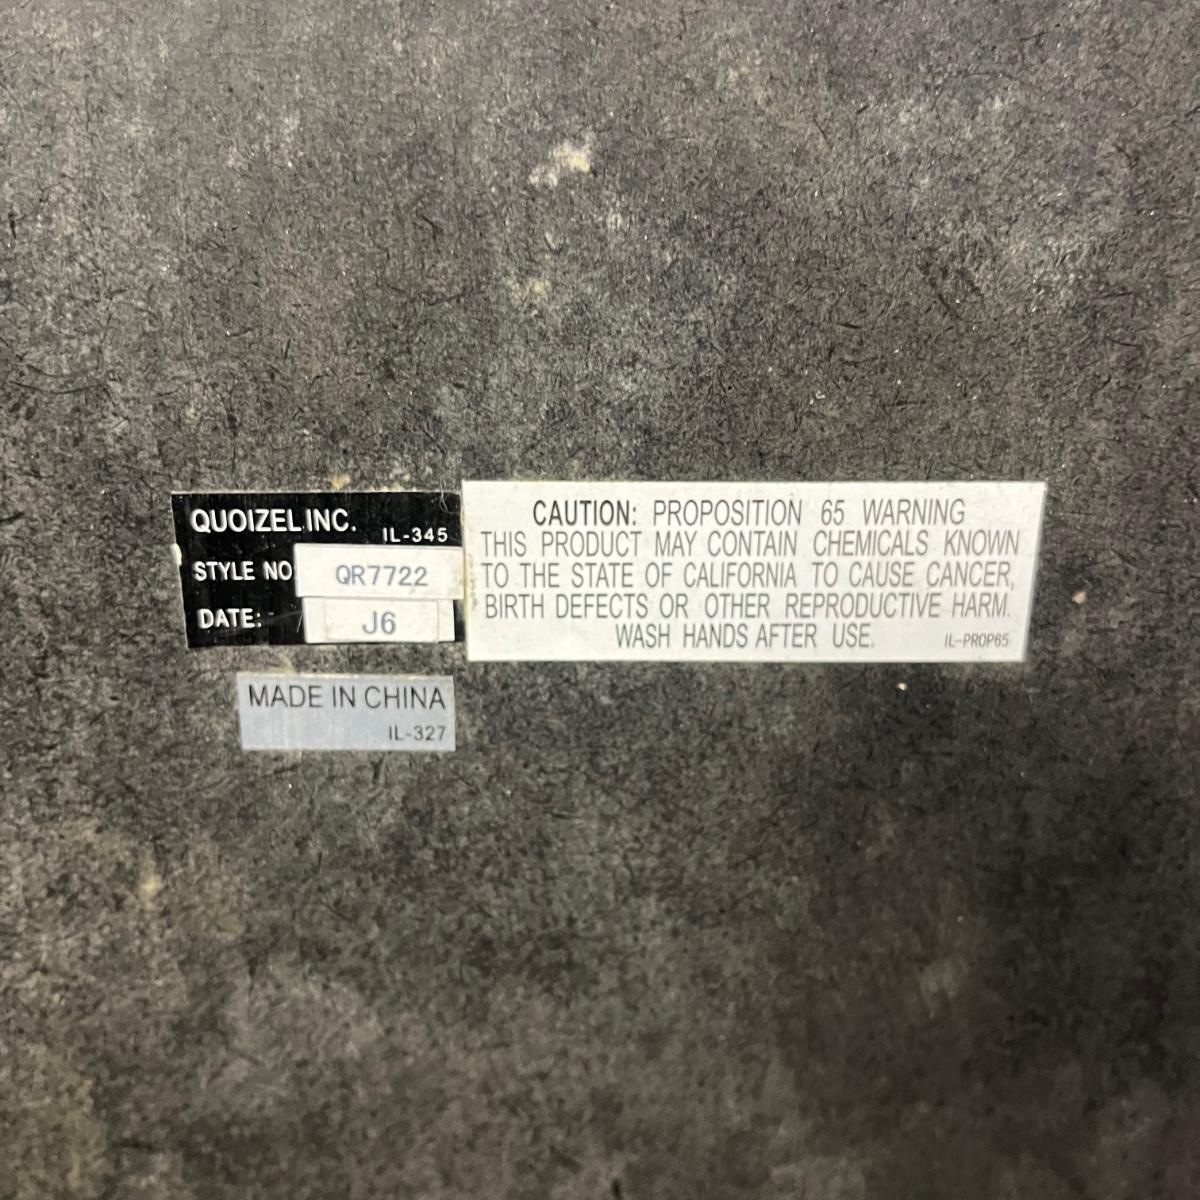 QUOIZEL INC.
IL-345
STYLE NO QR7722
DATE: J6
CAUTION: PROPOSITION 65 WARNING
THIS PRODUCT MAY CONTAIN CHEMICALS KNOWN
TO THE STATE OF CALIFORNIA TO CAUSE CANCER,
BIRTH DEFECTS OR OTHER REPRODUCTIVE HARM.
WASH HANDS AFTER USE.
IL-PROP65
MADE IN CHINA
IL-327